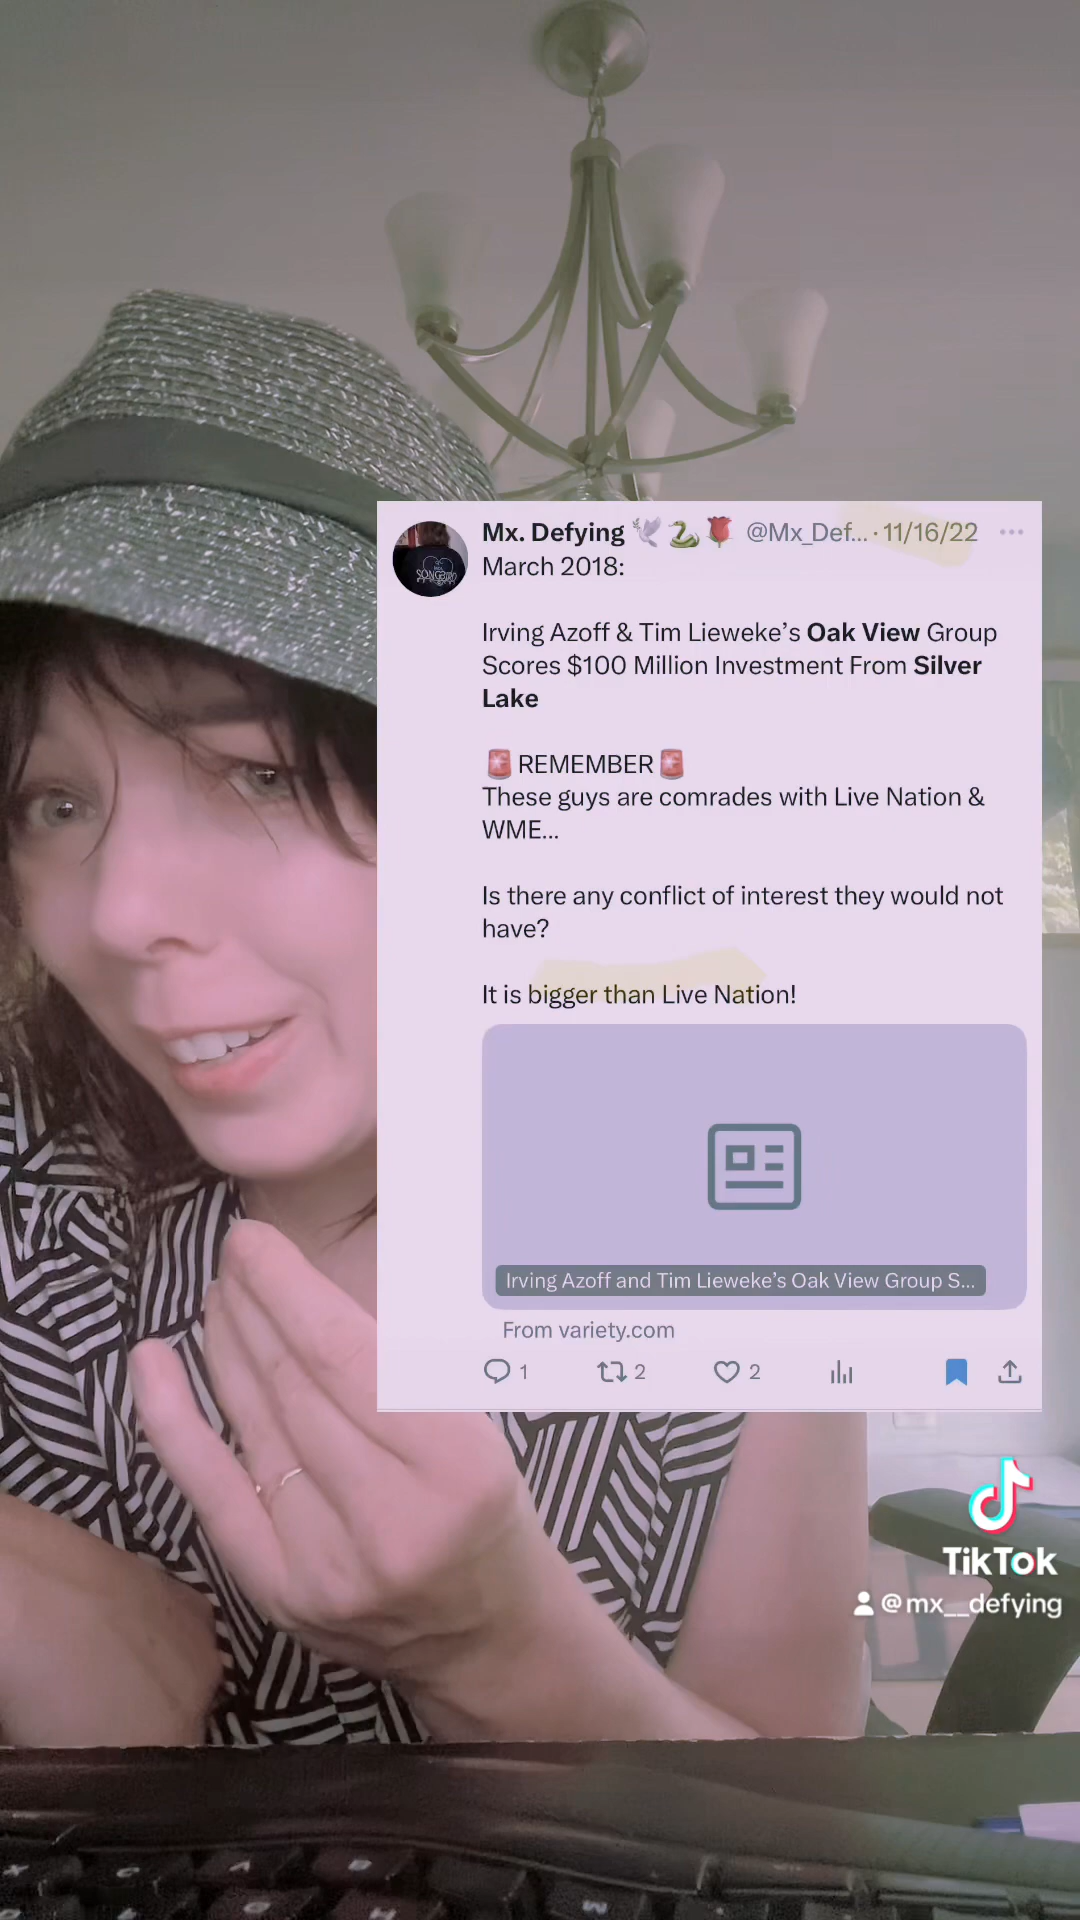 Mx. Defying 🕊️🐍🌹 @Mx_Def... · 11/16/22
March 2018:
Irving Azoff & Tim Lieweke's Oak View Group
Scores $100 Million Investment From Silver
Lake
🚨REMEMBER🚨
These guys are comrades with Live Nation &
WME...
Is there any conflict of interest they would not
have?
It is bigger than Live Nation!
Irving Azoff and Tim Lieweke's Oak View Group S...
From variety.com
1 2 2
TikTok
@mx__defying